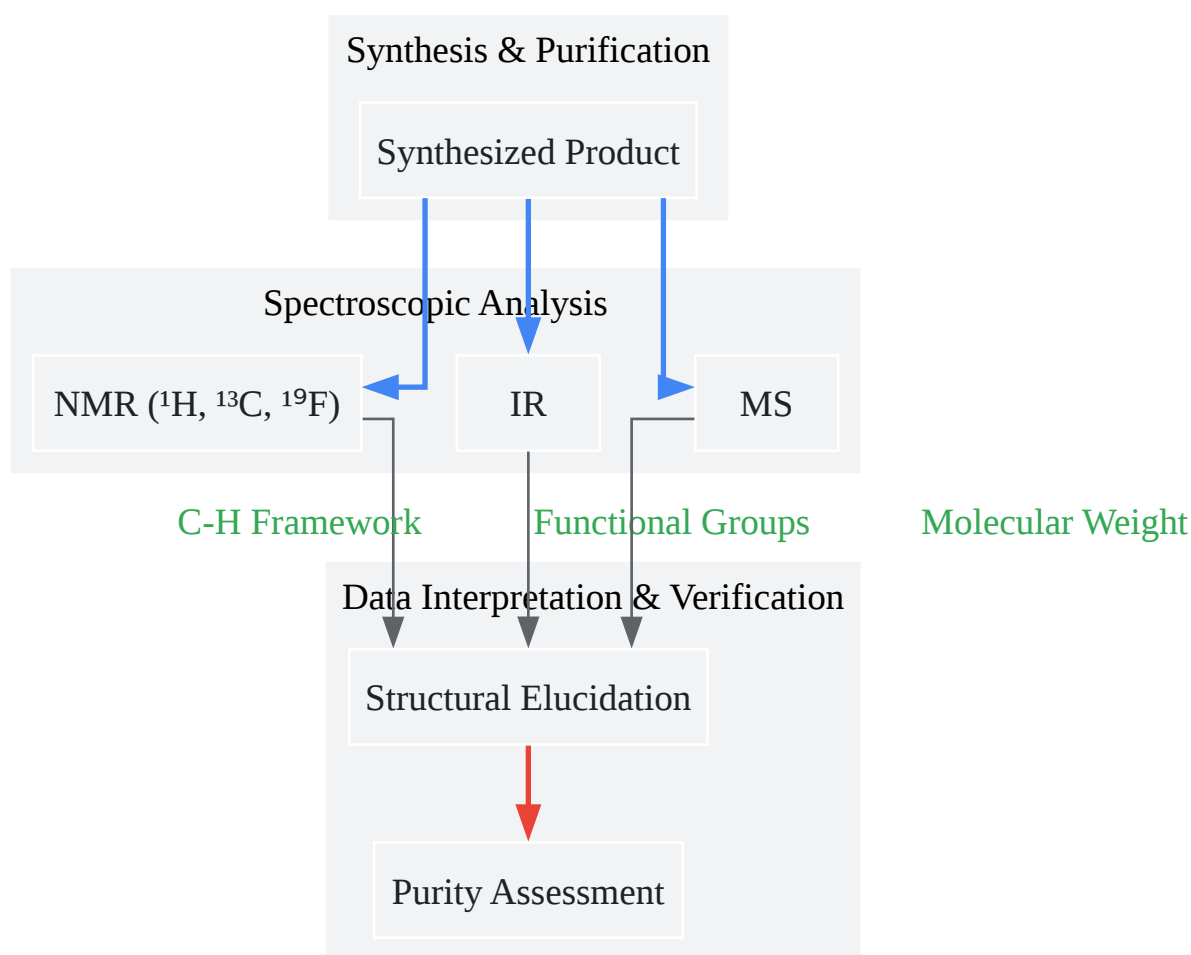 Synthesis & Purification
Synthesized Product
Spectroscopic Analysis
NMR (¹H, ¹³C, ¹⁹F)
IR
MS
C-H Framework
Functional Groups
Molecular Weight
Data Interpretation & Verification
Structural Elucidation
Purity Assessment